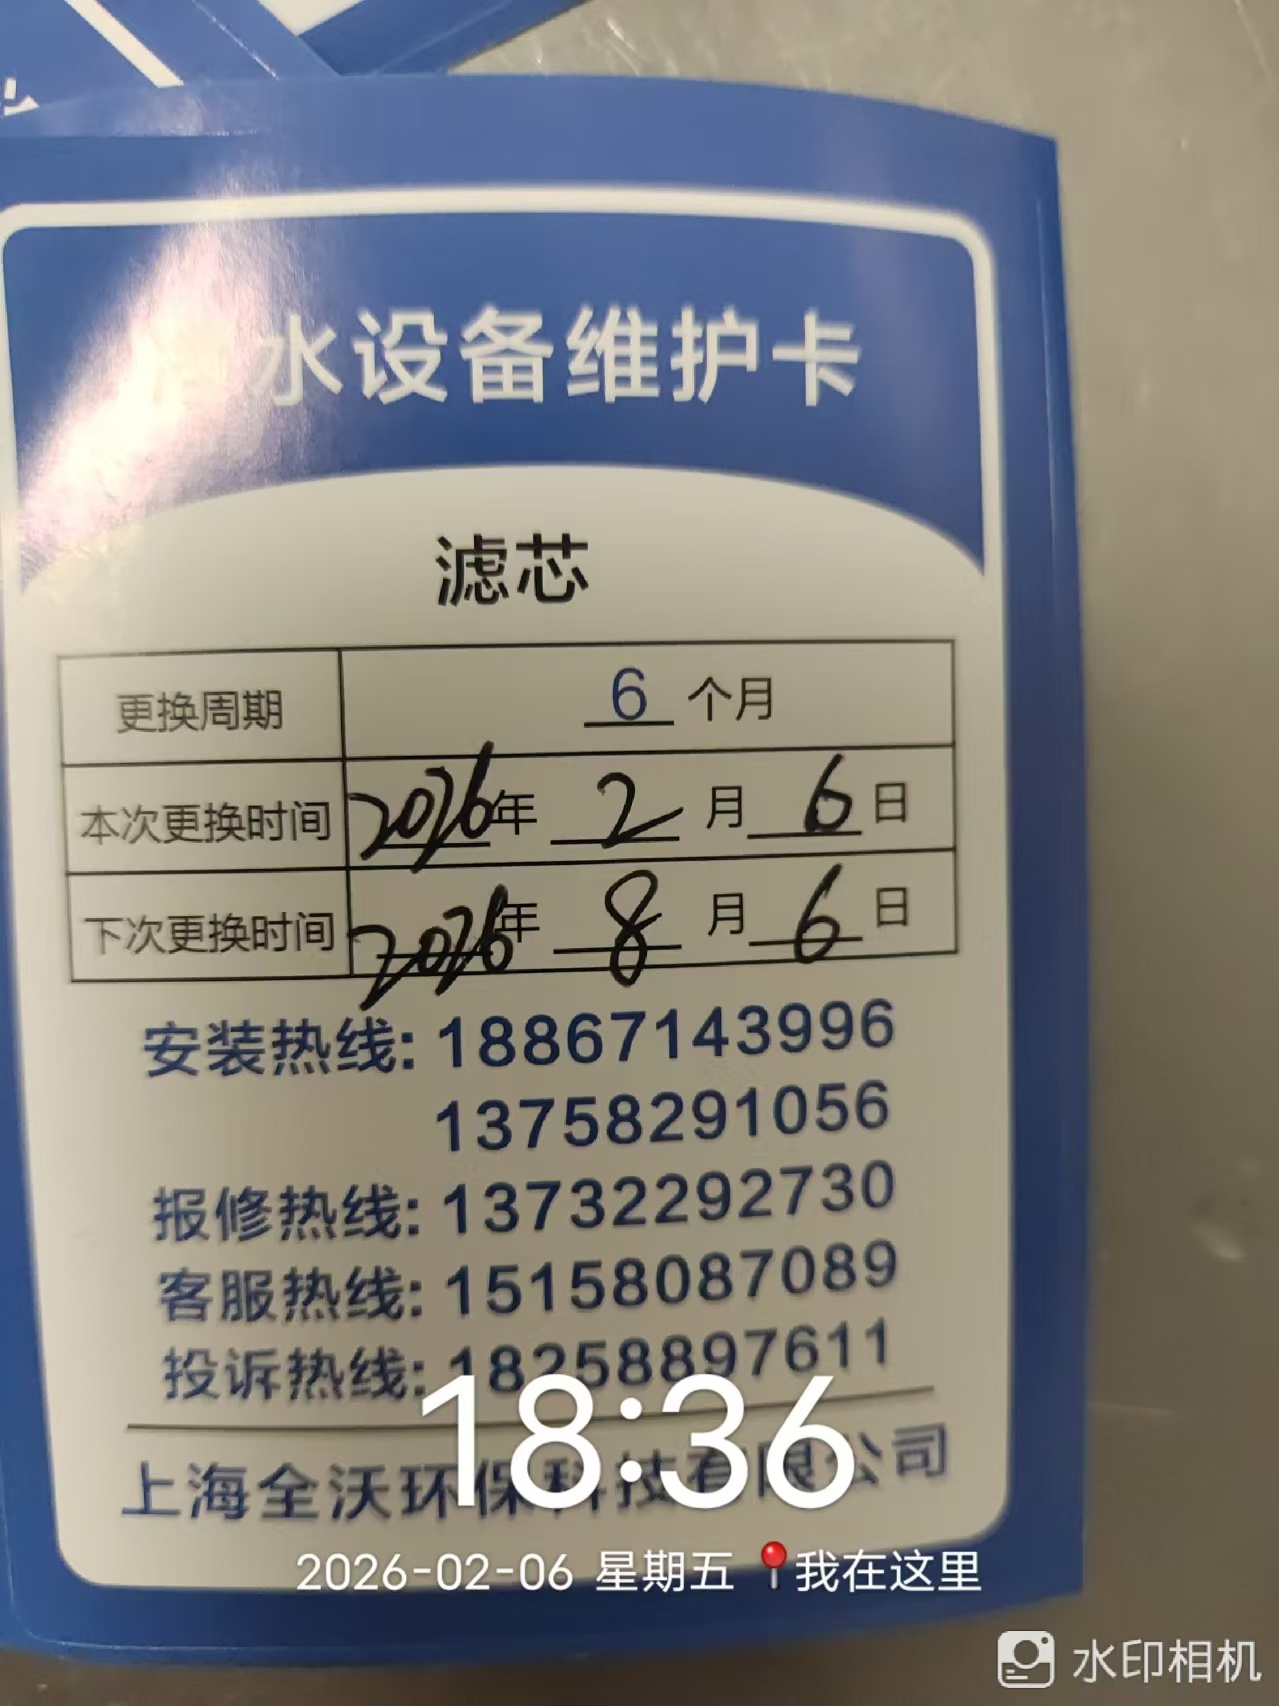 水设备维护卡
滤芯
更换周期 6 个月
本次更换时间 2026年 2 月 6 日
下次更换时间 2026年 8 月 6 日
安装热线: 18867143996
13758291056
报修热线: 13732292730
客服热线: 15158087089
投诉热线: 18258897611
18:36
上海全沃环保科技有限公司
2026-02-06 星期五 📍我在这里
水印相机